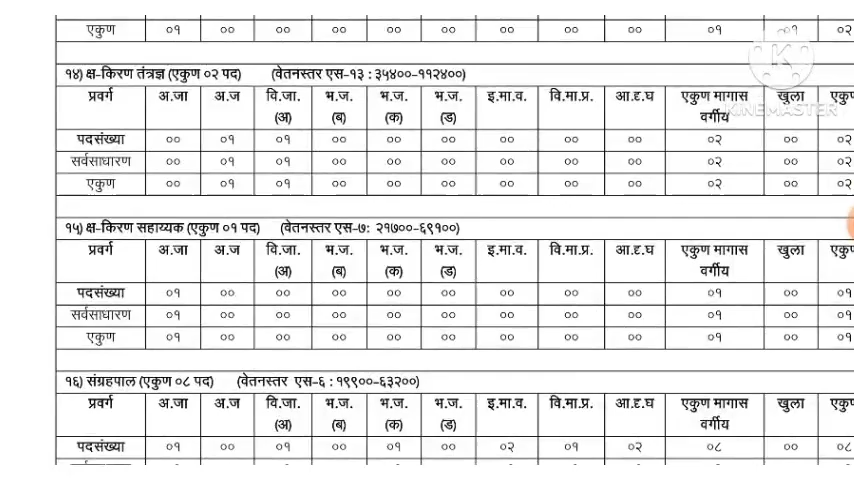 एकुण ०१ ०० ०० ०० ०० ०० ०० ०० ०० ०१ ०१ ०२
१४) क्ष-किरण तंत्रज्ञ (एकुण ०२ पद) (वेतनस्तर एस-१३ : ३५४००-११२४००)
प्रवर्ग अ.जा अ.ज वि.जा. (अ) भ.ज. (ब) भ.ज. (क) भ.ज. (ड) इ.मा.व. वि.मा.प्र. आ.दृ.घ एकुण मागास वर्गीय खुला एकुण
KINEMASTER
पदसंख्या ०० ०१ ०१ ०० ०० ०० ०० ०० ०० ०२ ०० ०२
सर्वसाधारण ०० ०१ ०१ ०० ०० ०० ०० ०० ०० ०२ ०० ०२
एकुण ०० ०१ ०१ ०० ०० ०० ०० ०० ०० ०२ ०० ०२
१५) क्ष-किरण सहाय्यक (एकुण ०१ पद) (वेतनस्तर एस-७: २१७००-६९१००)
प्रवर्ग अ.जा अ.ज वि.जा. (अ) भ.ज. (ब) भ.ज. (क) भ.ज. (ड) इ.मा.व. वि.मा.प्र. आ.दृ.घ एकुण मागास वर्गीय खुला एकुण
पदसंख्या ०१ ०० ०० ०० ०० ०० ०० ०० ०० ०१ ०० ०१
सर्वसाधारण ०१ ०० ०० ०० ०० ०० ०० ०० ०० ०१ ०० ०१
एकुण ०१ ०० ०० ०० ०० ०० ०० ०० ०० ०१ ०० ०१
१६) संग्रहपाल (एकुण ०८ पद) (वेतनस्तर एस-६ : १९९००-६३२००)
प्रवर्ग अ.जा अ.ज वि.जा. (अ) भ.ज. (ब) भ.ज. (क) भ.ज. (ड) इ.मा.व. वि.मा.प्र. आ.दृ.घ एकुण मागास वर्गीय खुला एकुण
पदसंख्या ०१ ०० ०१ ०० ०१ ०० ०२ ०१ ०२ ०८ ०० ०८